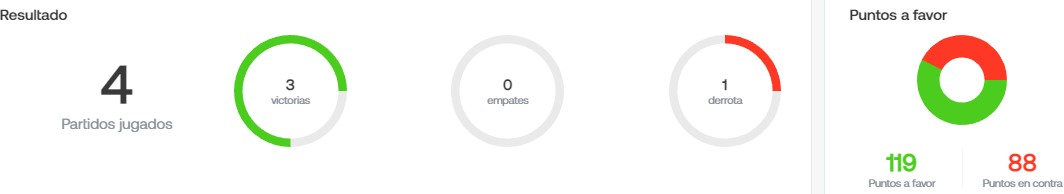 Resultado
4
Partidos jugados
3
victorias
0
empates
1
derrota
Puntos a favor
119
Puntos a favor
88
Puntos en contra